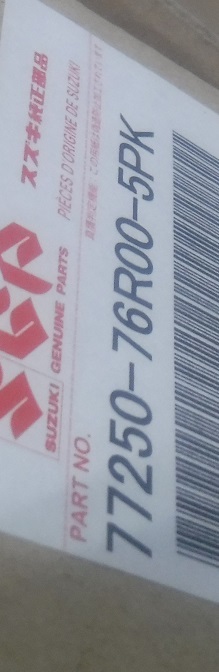 スズキ純正部品
PIÈCES D'ORIGINE DE SUZUKI
SUZUKI GENUINE PARTS
PART NO.
77250-76R00-5PK